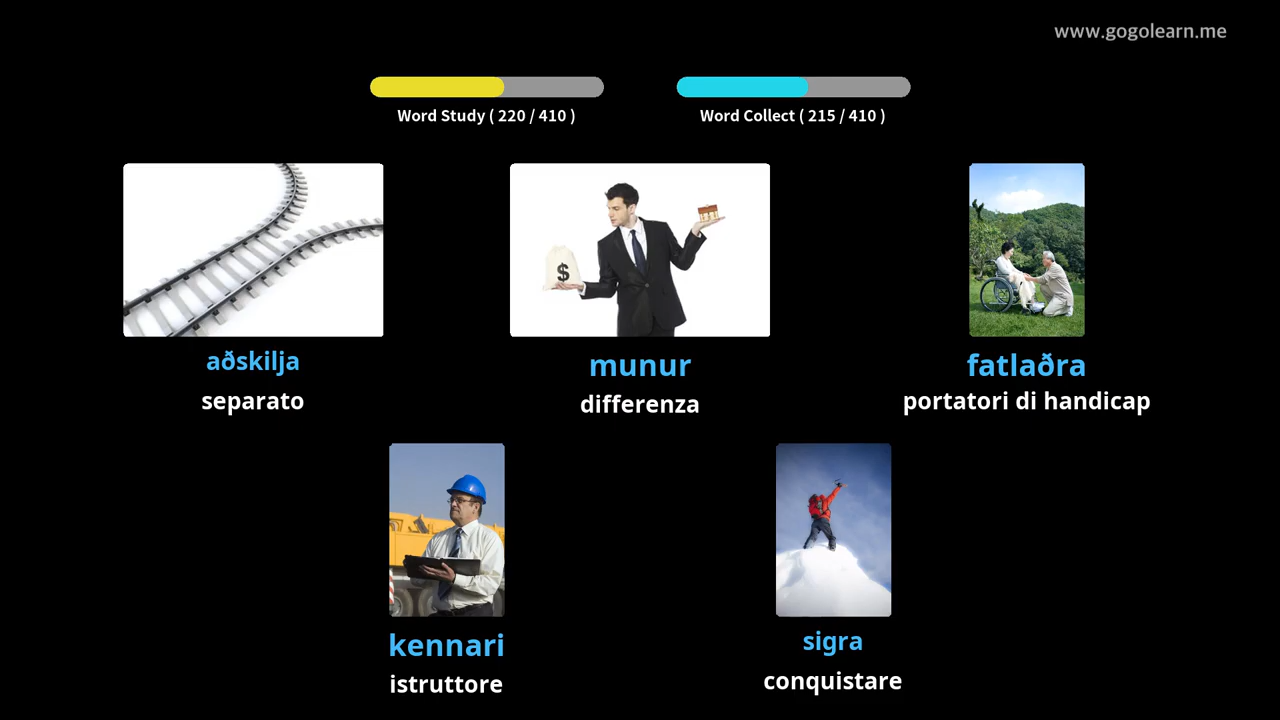 www.gogolearn.me
Word Study ( 220 / 410 )
Word Collect ( 215 / 410 )
$
aðskilja
separato
munur
differenza
fatlaðra
portatori di handicap
kennari
istruttore
sigra
conquistare